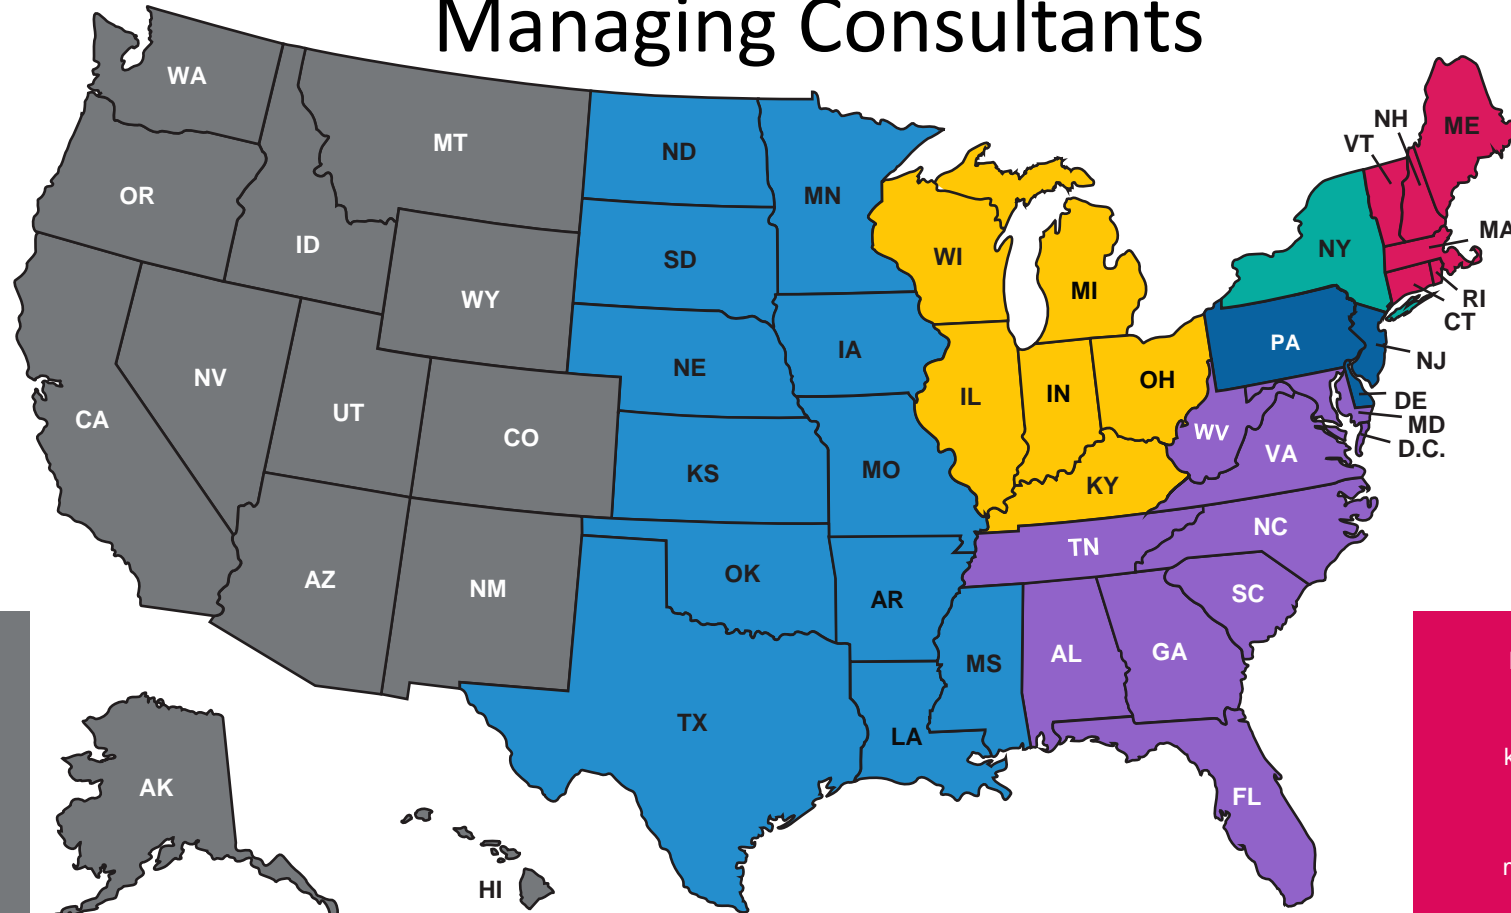 Managing Consultants
WA
MT
ND
MN
OR
ID
WY
SD
WI
MI
NY
VT
NH
ME
MA
RI
CT
NJ
PA
DE
MD
D.C.
CA
NV
UT
CO
NE
IA
IL
IN
OH
KS
MO
KY
WV
VA
AZ
NM
OK
AR
TN
NC
SC
MS
AL
GA
TX
LA
FL
AK
HI